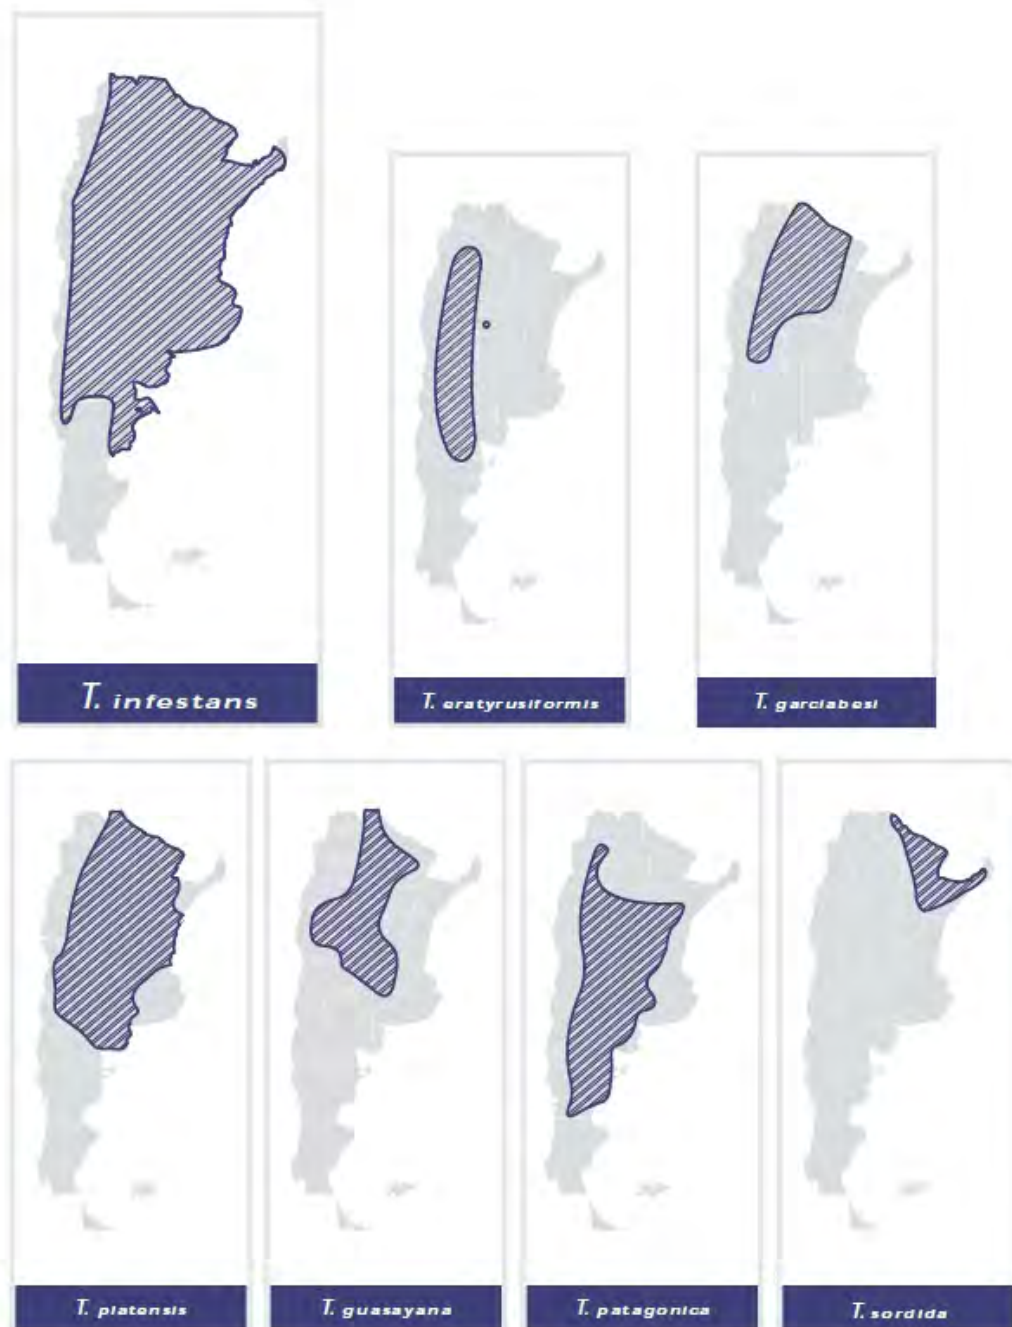 T. infestans
T. eratyrusiformis
T. garciabesi
T. platensis
T. guasayana
T. patagonica
T. sordida